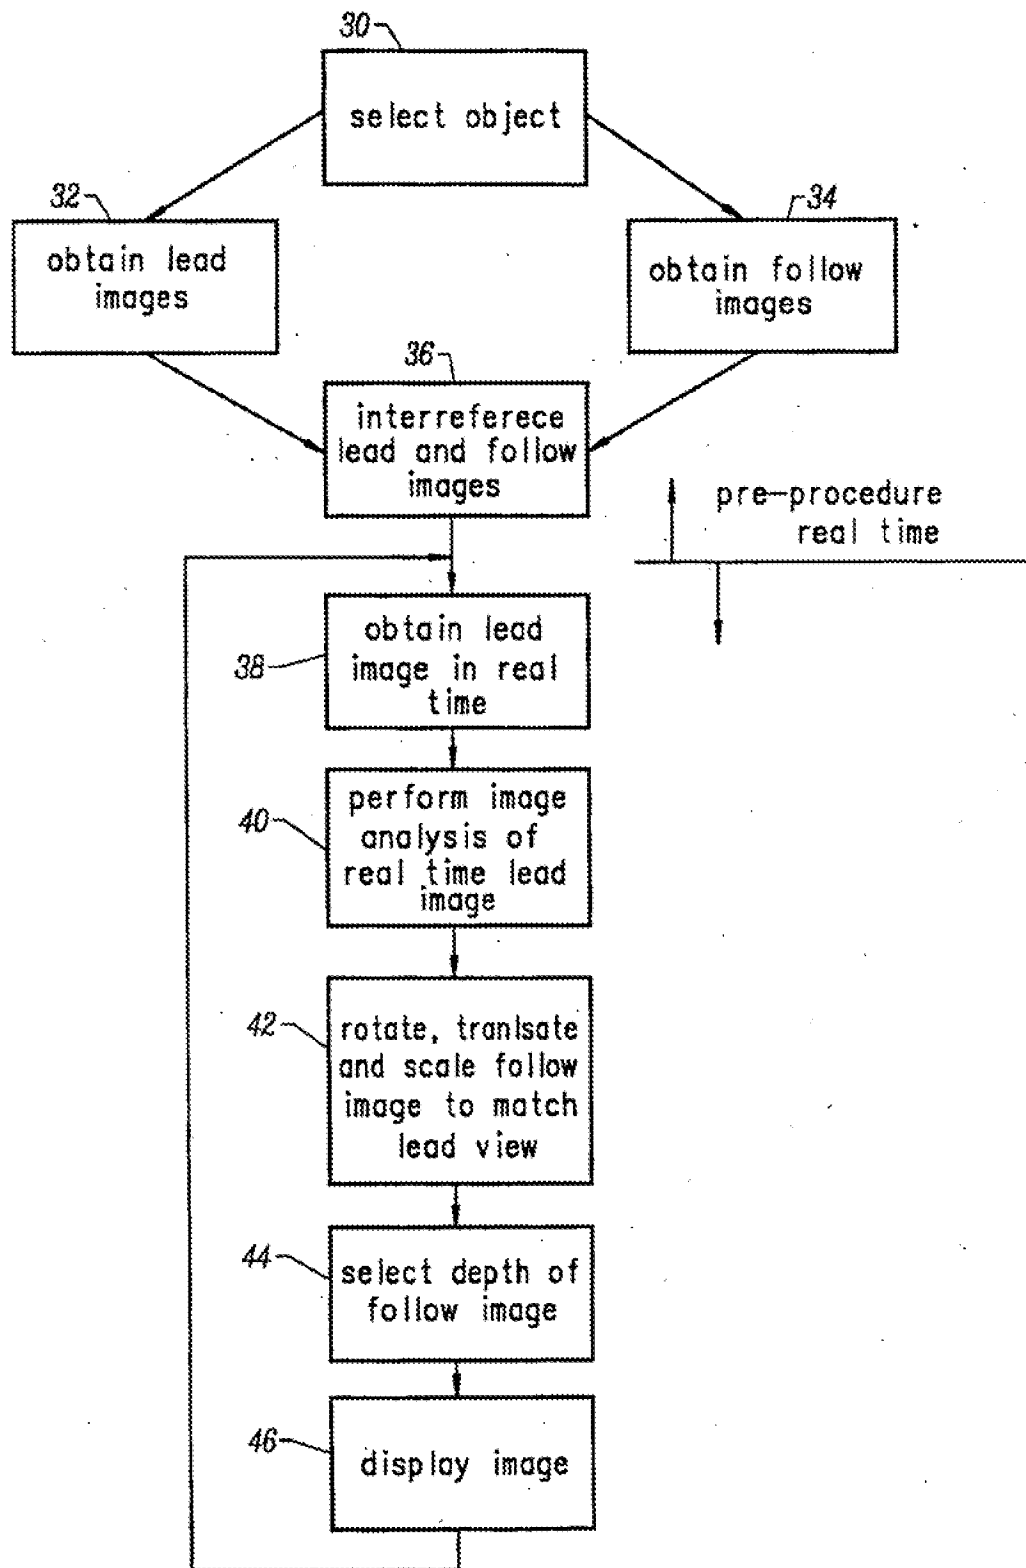 30
select object
32
obtain lead
images
34
obtain follow
images
36
interreferece
lead and follow
images
pre-procedure
real time
38
obtain lead
image in real
time
40
perform image
analysis of
real time lead
image
42
rotate, tranlsate
and scale follow
image to match
lead view
44
select depth of
follow image
46
display image